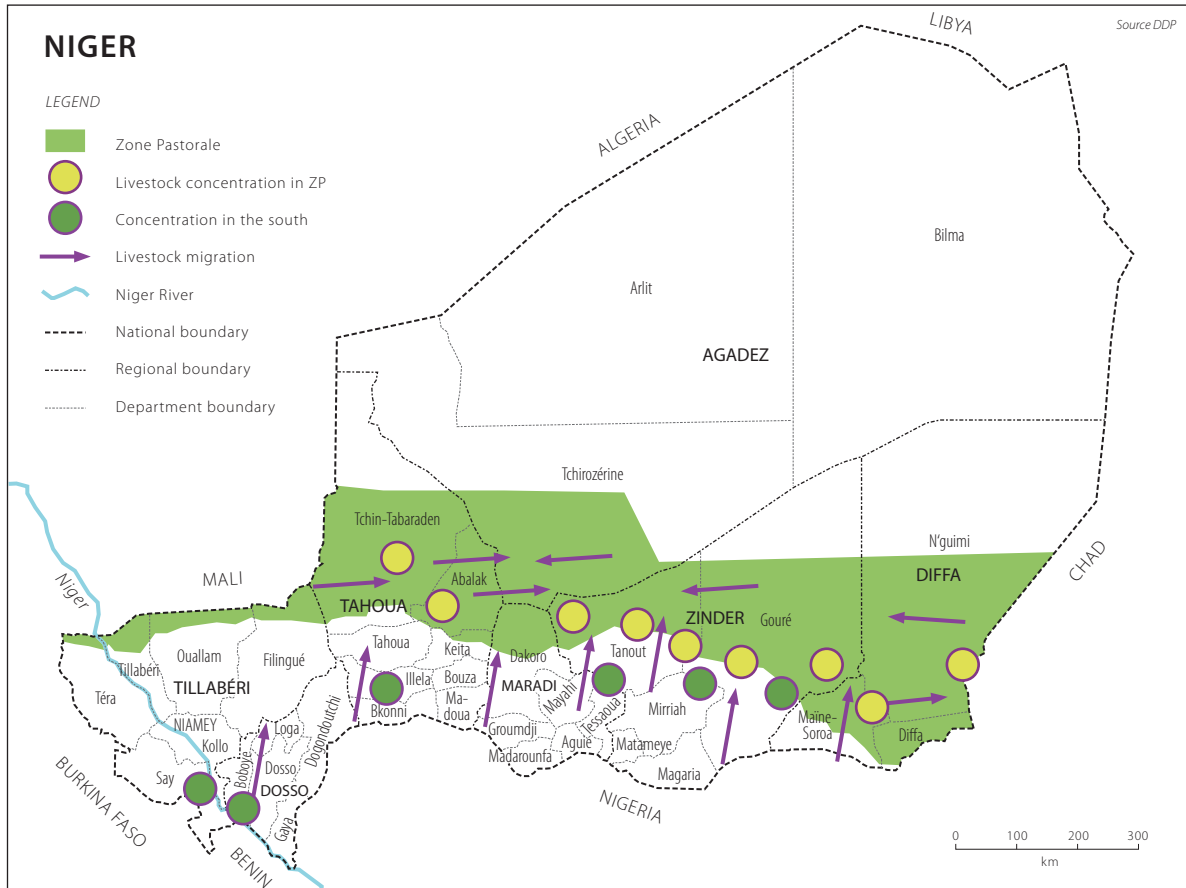 NIGER
Source DDP
LEGEND
Zone Pastorale
Livestock concentration in ZP
Concentration in the south
Livestock migration
Niger River
National boundary
Regional boundary
Department boundary
LIBYA
ALGERIA
Bilma
Arlit
AGADEZ
Tchirozérine
Tchin-Tabaraden
N'guimi
CHAD
DIFFA
Niger
MALI
Abalak
TAHOUA
ZINDER
Gouré
Tahoua
Keita
Dakoro
Tanout
Ouallam
Filingué
Tillabéri
TILLABÉRI
Téra
Illela
Bouza
MARADI
Mayahi
Mirriah
Bkonni
Ma-
doua
Tessaoua
Maïne-
Soroa
Diffa
NIAMEY
Kollo
Loga
Dogondoutchi
Groumdji
Aguié
Matameye
Madarounfa
Magaria
Say
Boboye
Dosso
DOSSO
Gaya
BURKINA FASO
BENIN
NIGERIA
0 100 200 300
km